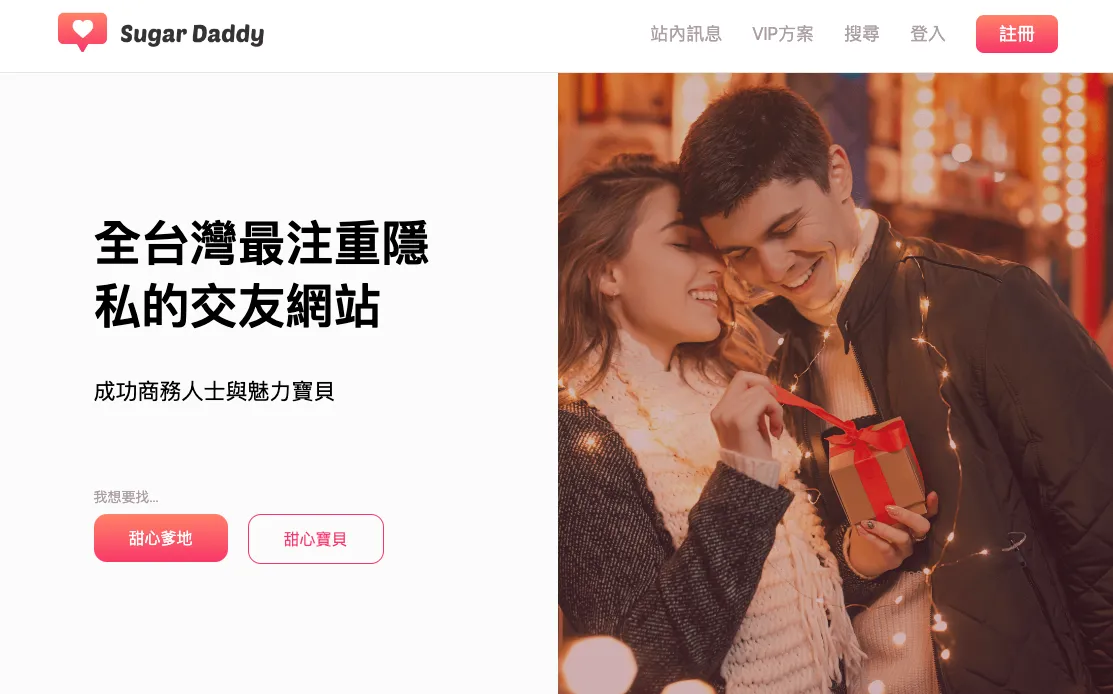 Sugar Daddy
站內訊息
VIP方案
搜尋
登入
註冊
全台灣最注重隱
私的交友網站
成功商務人士與魅力寶貝
我想要找...
甜心爹地
甜心寶貝